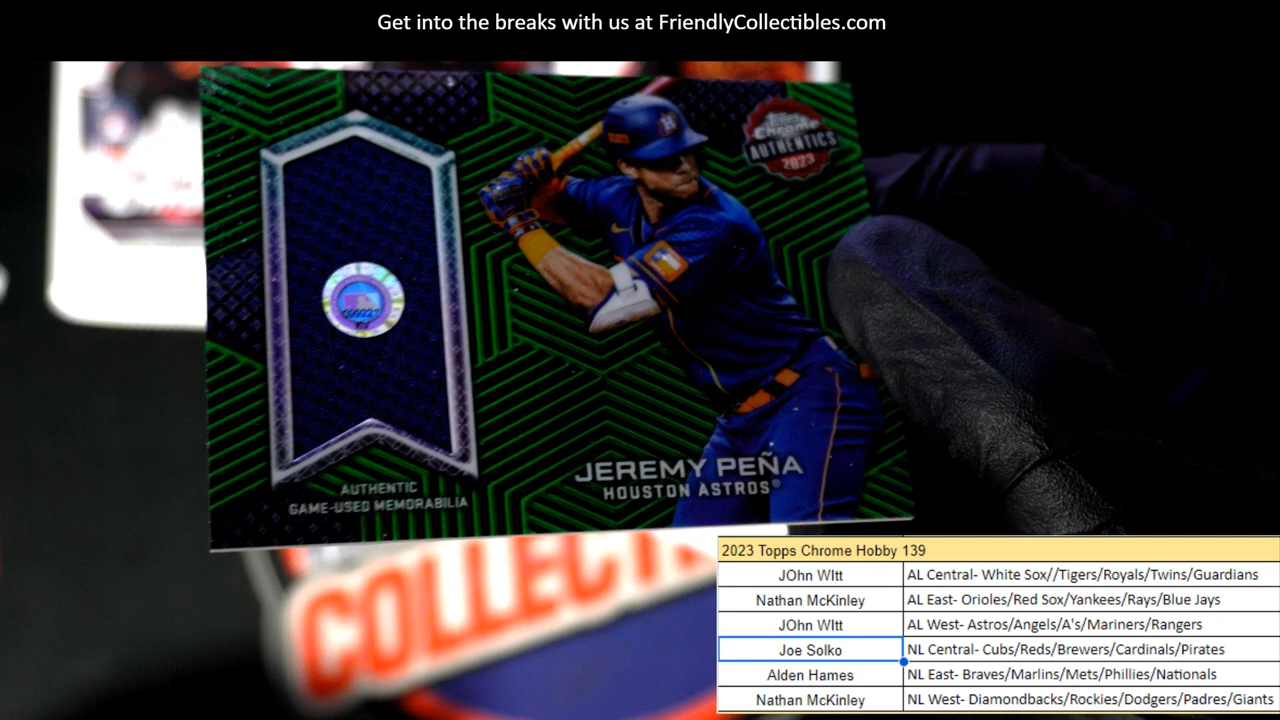 Get into the breaks with us at FriendlyCollectibles.com
Topps
Chrome
AUTHENTICS
2023
JEREMY PEÑA
HOUSTON ASTROS®
AUTHENTIC
GAME-USED MEMORABILIA
COLLECT
2023 Topps Chrome Hobby 139
JOhn WItt AL Central- White Sox//Tigers/Royals/Twins/Guardians
Nathan McKinley AL East- Orioles/Red Sox/Yankees/Rays/Blue Jays
JOhn WItt AL West- Astros/Angels/A's/Mariners/Rangers
Joe Solko NL Central- Cubs/Reds/Brewers/Cardinals/Pirates
Alden Hames NL East- Braves/Marlins/Mets/Phillies/Nationals
Nathan McKinley NL West- Diamondbacks/Rockies/Dodgers/Padres/Giants